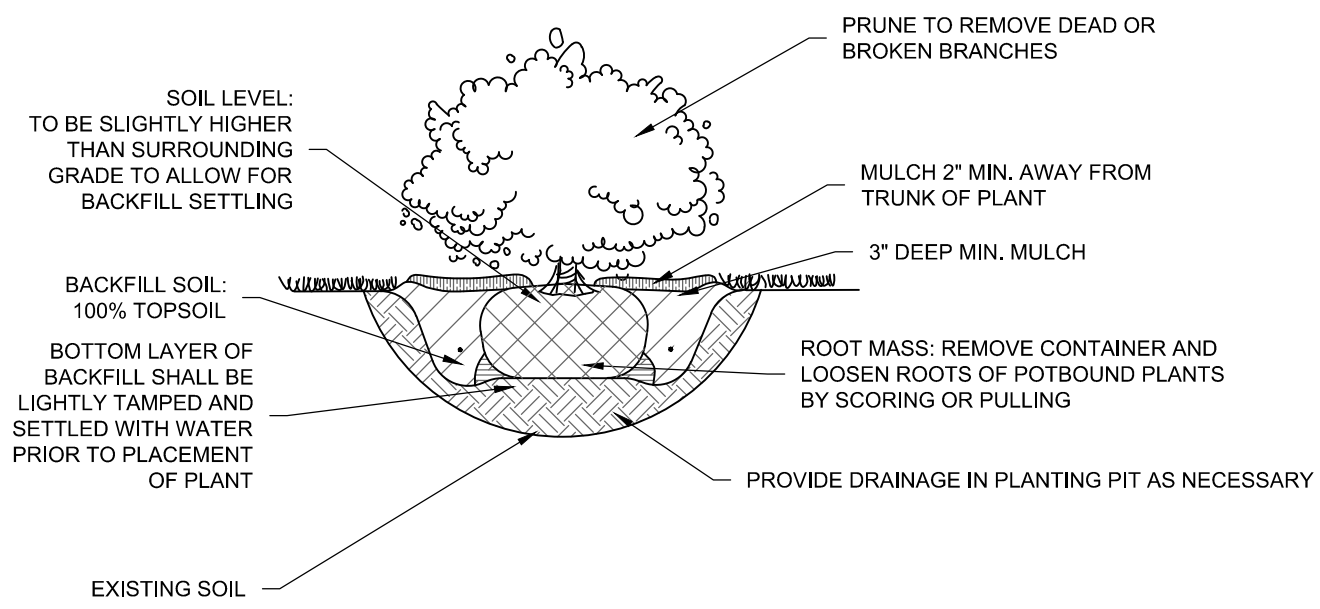 PRUNE TO REMOVE DEAD OR
BROKEN BRANCHES
SOIL LEVEL:
TO BE SLIGHTLY HIGHER
THAN SURROUNDING
GRADE TO ALLOW FOR
BACKFILL SETTLING
MULCH 2" MIN. AWAY FROM
TRUNK OF PLANT
3" DEEP MIN. MULCH
BACKFILL SOIL:
100% TOPSOIL
BOTTOM LAYER OF
BACKFILL SHALL BE
LIGHTLY TAMPED AND
SETTLED WITH WATER
PRIOR TO PLACEMENT
OF PLANT
ROOT MASS: REMOVE CONTAINER AND
LOOSEN ROOTS OF POTBOUND PLANTS
BY SCORING OR PULLING
PROVIDE DRAINAGE IN PLANTING PIT AS NECESSARY
EXISTING SOIL